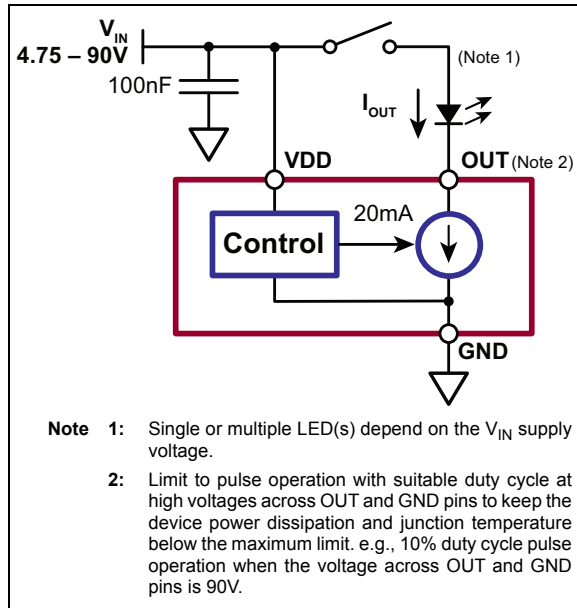 V_IN
4.75 – 90V
100nF
(Note 1)
I_OUT
VDD
OUT (Note 2)
20mA
Control
GND
Note 1: Single or multiple LED(s) depend on the V_IN supply
voltage.
2: Limit to pulse operation with suitable duty cycle at
high voltages across OUT and GND pins to keep the
device power dissipation and junction temperature
below the maximum limit. e.g., 10% duty cycle pulse
operation when the voltage across OUT and GND
pins is 90V.